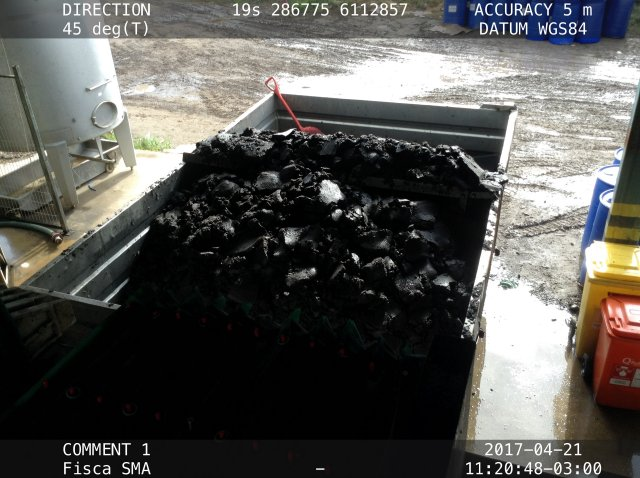 DIRECTION
45 deg(T)
19s 286775 6112857
ACCURACY 5 m
DATUM WGS84
COMMENT 1
Fisca SMA
-
2017-04-21
11:20:48-03:00